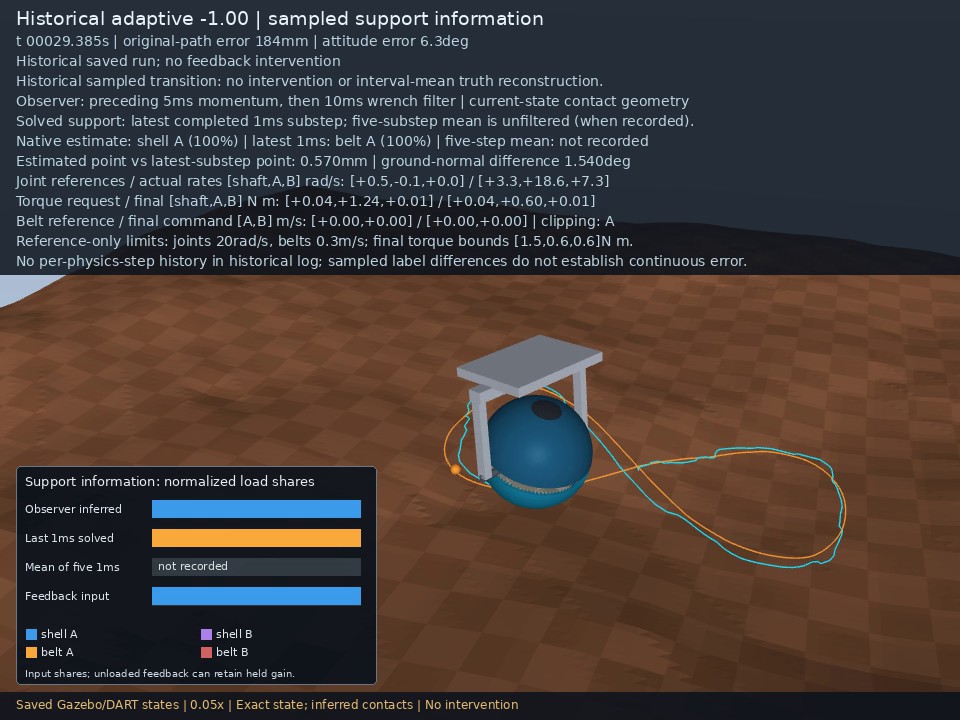 Historical adaptive -1.00 | sampled support information
t 00029.385s | original-path error 184mm | attitude error 6.3deg
Historical saved run; no feedback intervention
Historical sampled transition: no intervention or interval-mean truth reconstruction.
Observer: preceding 5ms momentum, then 10ms wrench filter | current-state contact geometry
Solved support: latest completed 1ms substep; five-substep mean is unfiltered (when recorded).
Native estimate: shell A (100%) | latest 1ms: belt A (100%) | five-step mean: not recorded
Estimated point vs latest-substep point: 0.570mm | ground-normal difference 1.540deg
Joint references / actual rates [shaft,A,B] rad/s: [+0.5,-0.1,+0.0] / [+3.3,+18.6,+7.3]
Torque request / final [shaft,A,B] N m: [+0.04,+1.24,+0.01] / [+0.04,+0.60,+0.01]
Belt reference / final command [A,B] m/s: [+0.00,+0.00] / [+0.00,+0.00] | clipping: A
Reference-only limits: joints 20rad/s, belts 0.3m/s; final torque bounds [1.5,0.6,0.6]N m.
No per-physics-step history in historical log; sampled label differences do not establish continuous error.
Support information: normalized load shares
Observer inferred
Last 1ms solved
Mean of five 1ms not recorded
Feedback input
shell A shell B
belt A belt B
Input shares; unloaded feedback can retain held gain.
Saved Gazebo/DART states | 0.05x | Exact state; inferred contacts | No intervention